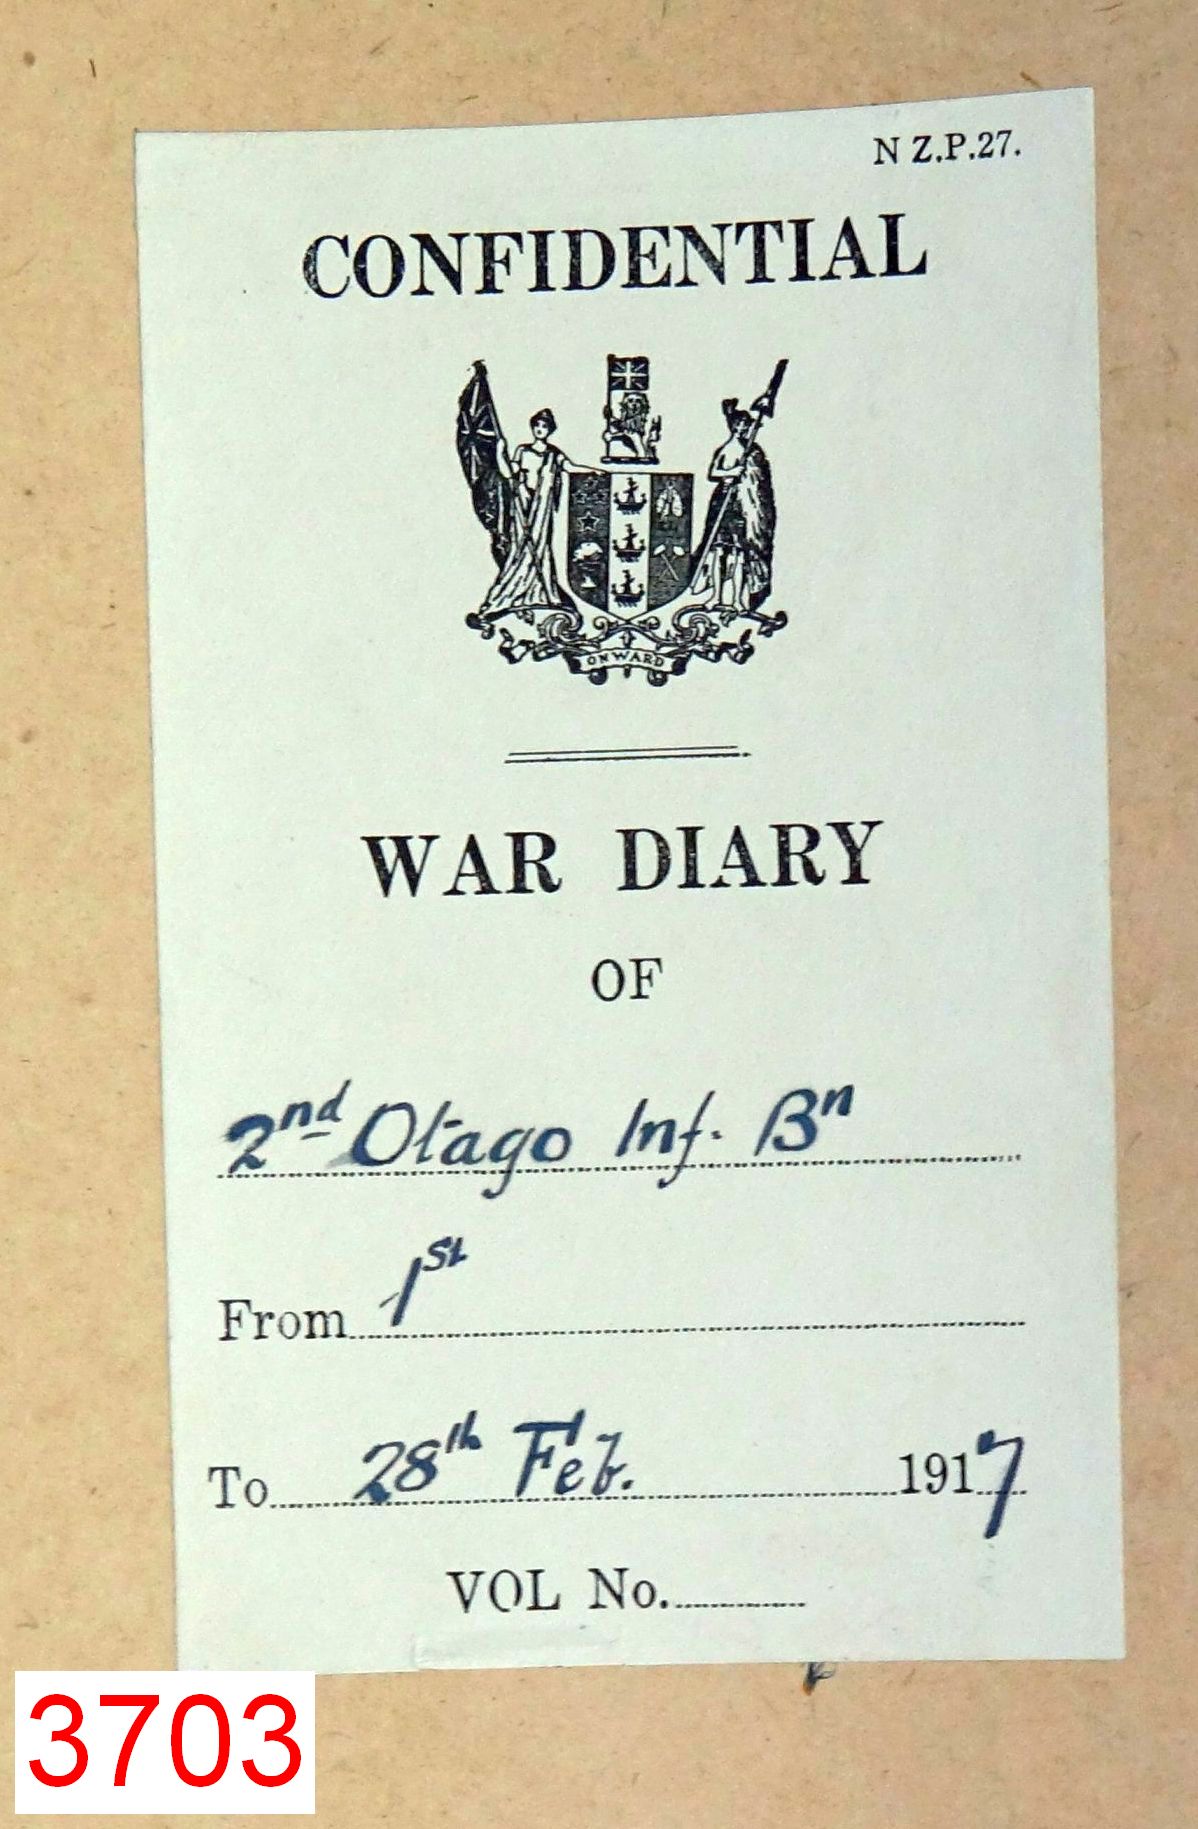 N Z.P.27.
CONFIDENTIAL
ONWARD
WAR DIARY
OF
2nd Otago Inf. Bn
From 1st
To 28th Feb. 1917
VOL No.
3703